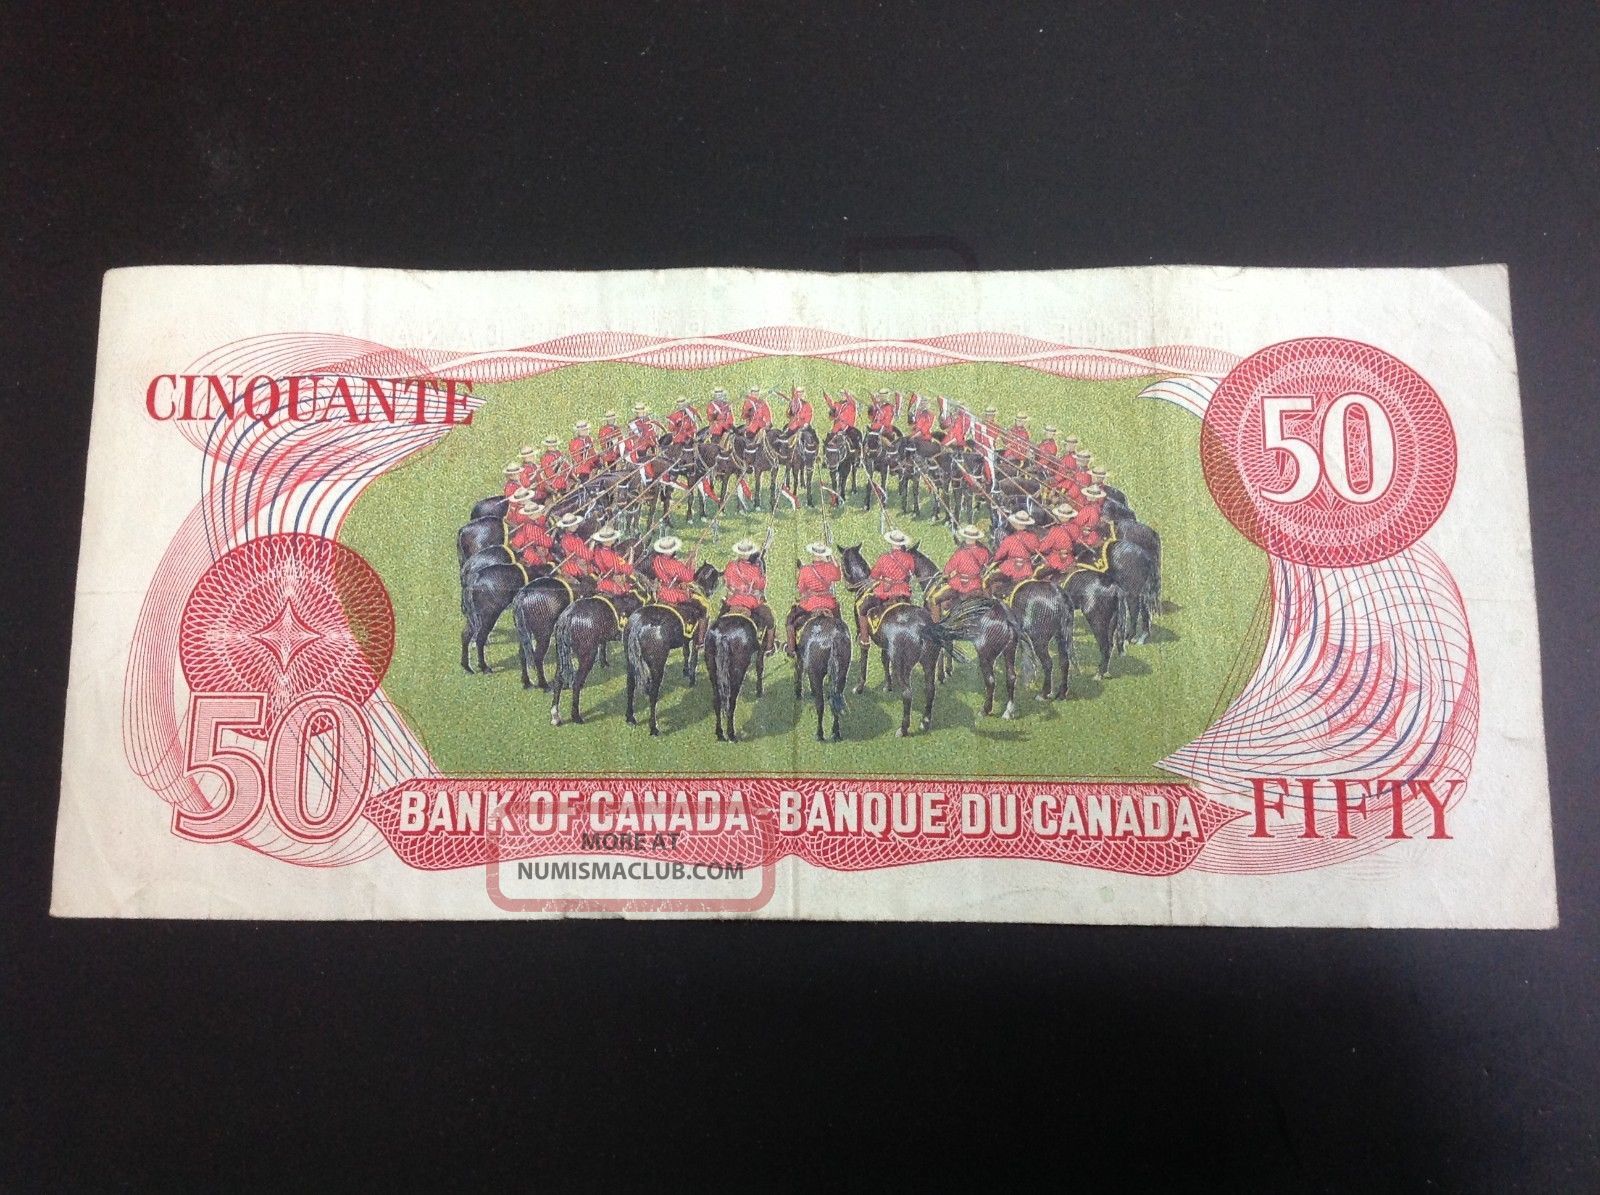 CINQUANTE
50
50
BANK OF CANADA - BANQUE DU CANADA
FIFTY
MORE AT
NUMISMACLUB.COM